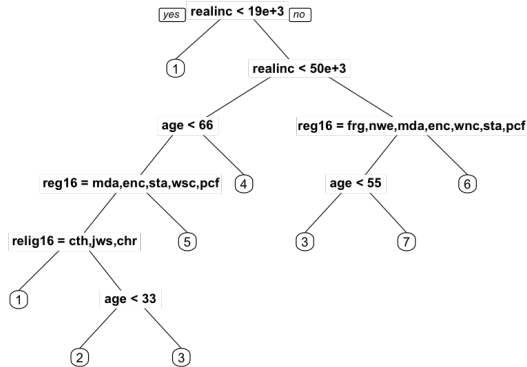 yes realinc < 19e+3 no
1 realinc < 50e+3
age < 66 reg16 = frg,nwe,mda,enc,wnc,sta,pcf
reg16 = mda,enc,sta,wsc,pcf 4 age < 55 6
relig16 = cth,jws,chr 5 3 7
1 age < 33
2 3